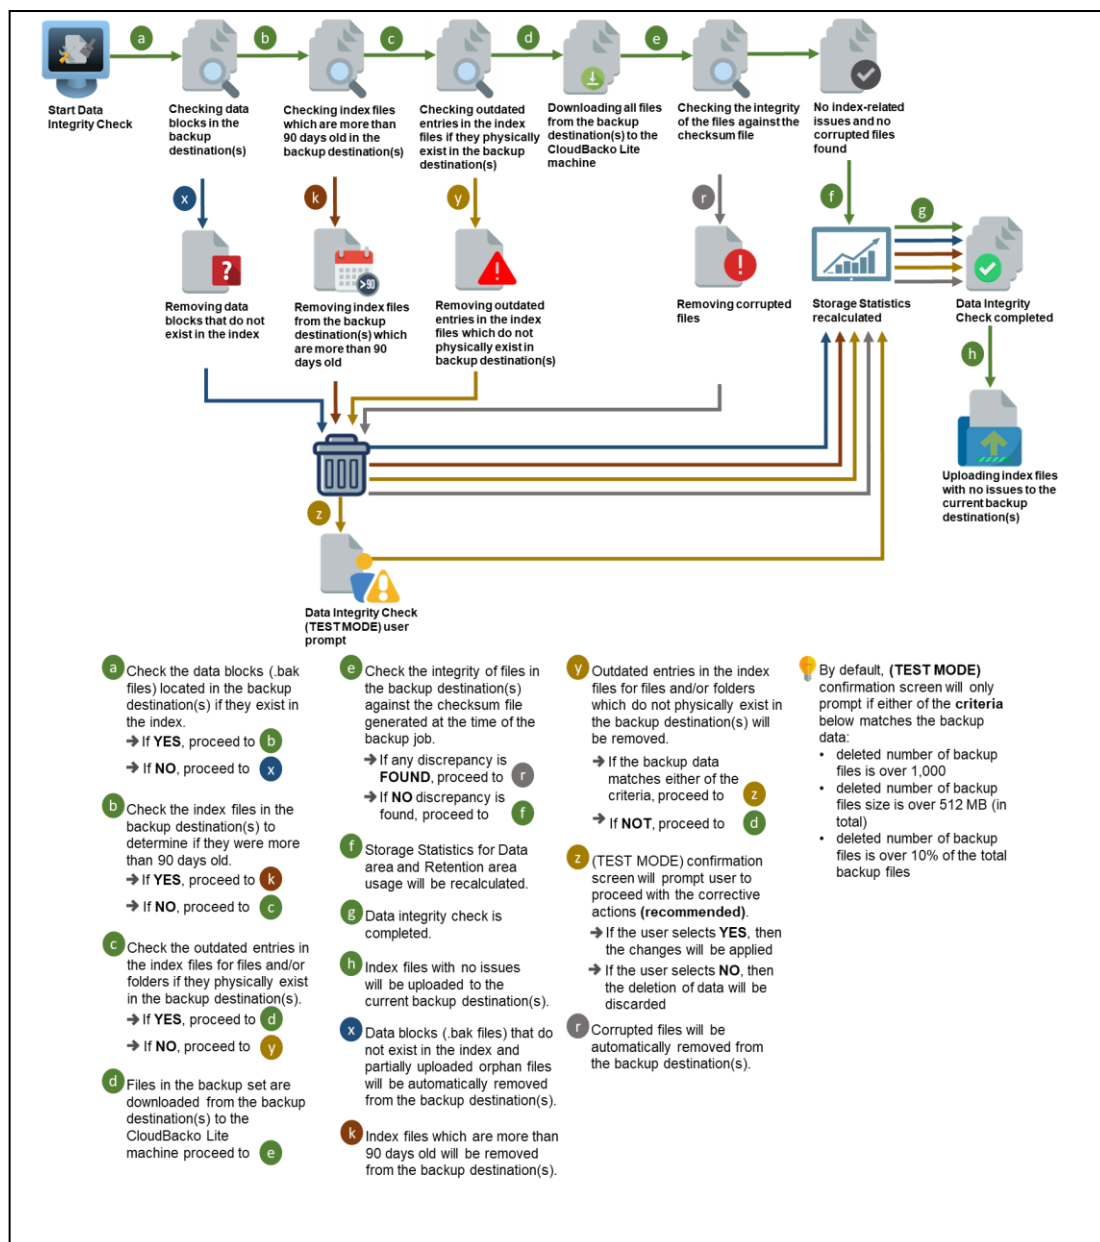 a
b
c
d
e
Start Data
Integrity Check
Checking data
blocks in the
backup
destination(s)
Checking index files
which are more than
90 days old in the
backup destination(s)
Checking outdated
entries in the index
files if they physically
exist in the backup
destination(s)
Downloading all files
from the backup
destination(s) to the
CloudBacko Lite
machine
Checking the integrity
of the files against the
checksum file
No index-related
issues and no
corrupted files
found
x
k
y
r
f
g
?
>90
!
!
Removing data
blocks that do not
exist in the index
Removing index files
from the backup
destination(s) which
are more than 90
days old
Removing outdated
entries in the index
files which do not
physically exist in
backup destination(s)
Removing corrupted
files
Storage Statistics
recalculated
Data Integrity
Check completed
h
Uploading index files
with no issues to the
current backup
destination(s)
z
!
Data Integrity Check
(TEST MODE) user
prompt
a Check the data blocks (.bak
files) located in the backup
destination(s) if they exist in
the index.
➔ If YES, proceed to b
➔ If NO, proceed to x
b Check the index files in the
backup destination(s) to
determine if they were more
than 90 days old.
➔ If YES, proceed to k
➔ If NO, proceed to c
c Check the outdated entries in
the index files for files and/or
folders if they physically exist
in the backup destination(s).
➔ If YES, proceed to d
➔ If NO, proceed to y
d Files in the backup set are
downloaded from the backup
destination(s) to the
CloudBacko Lite
machine proceed to e
e Check the integrity of files in
the backup destination(s)
against the checksum file
generated at the time of the
backup job.
➔ If any discrepancy is
FOUND, proceed to r
➔ If NO discrepancy is
found, proceed to f
f Storage Statistics for Data
area and Retention area
usage will be recalculated.
g Data integrity check is
completed.
h Index files with no issues
will be uploaded to the
current backup destination(s).
x Data blocks (.bak files) that do
not exist in the index and
partially uploaded orphan files
will be automatically removed
from the backup destination(s).
k Index files which are more than
90 days old will be removed
from the backup destination(s).
y Outdated entries in the index
files for files and/or folders
which do not physically exist in
the backup destination(s) will
be removed.
➔ If the backup data
matches either of the
criteria, proceed to z
➔ If NOT, proceed to d
z (TEST MODE) confirmation
screen will prompt user to
proceed with the corrective
actions (recommended).
➔ If the user selects YES, then
the changes will be applied
➔ If the user selects NO, then
the deletion of data will be
discarded
r Corrupted files will be
automatically removed from
the backup destination(s).
By default, (TEST MODE)
confirmation screen will only
prompt if either of the criteria
below matches the backup
data:
• deleted number of backup
files is over 1,000
• deleted number of backup
files size is over 512 MB (in
total)
• deleted number of backup
files is over 10% of the total
backup files